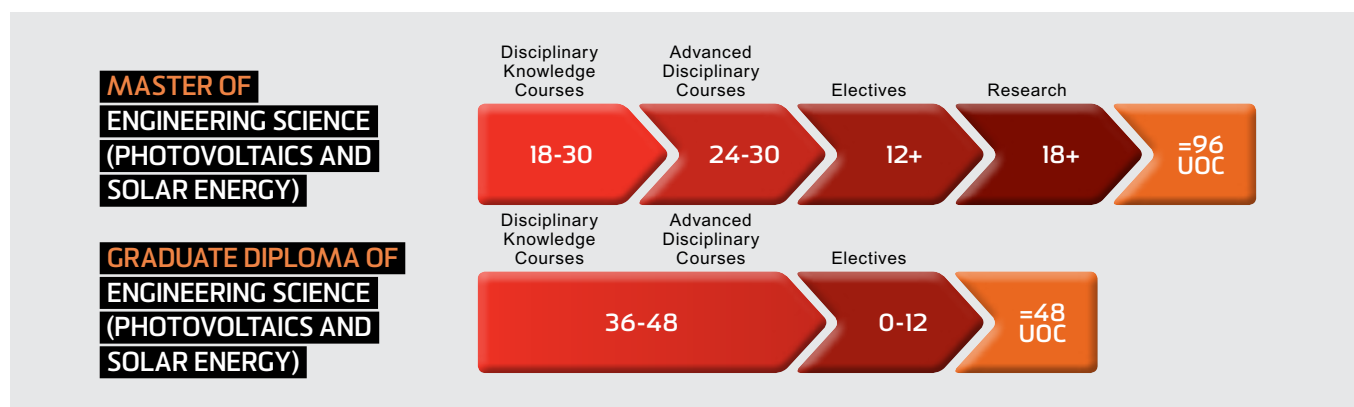 MASTER OF
ENGINEERING SCIENCE
(PHOTOVOLTAICS AND
SOLAR ENERGY)
Disciplinary
Knowledge
Courses
Advanced
Disciplinary
Courses
Electives
Research
18-30
24-30
12+
18+
=96
UOC
GRADUATE DIPLOMA OF
ENGINEERING SCIENCE
(PHOTOVOLTAICS AND
SOLAR ENERGY)
Disciplinary
Knowledge
Courses
Advanced
Disciplinary
Courses
Electives
36-48
0-12
=48
UOC